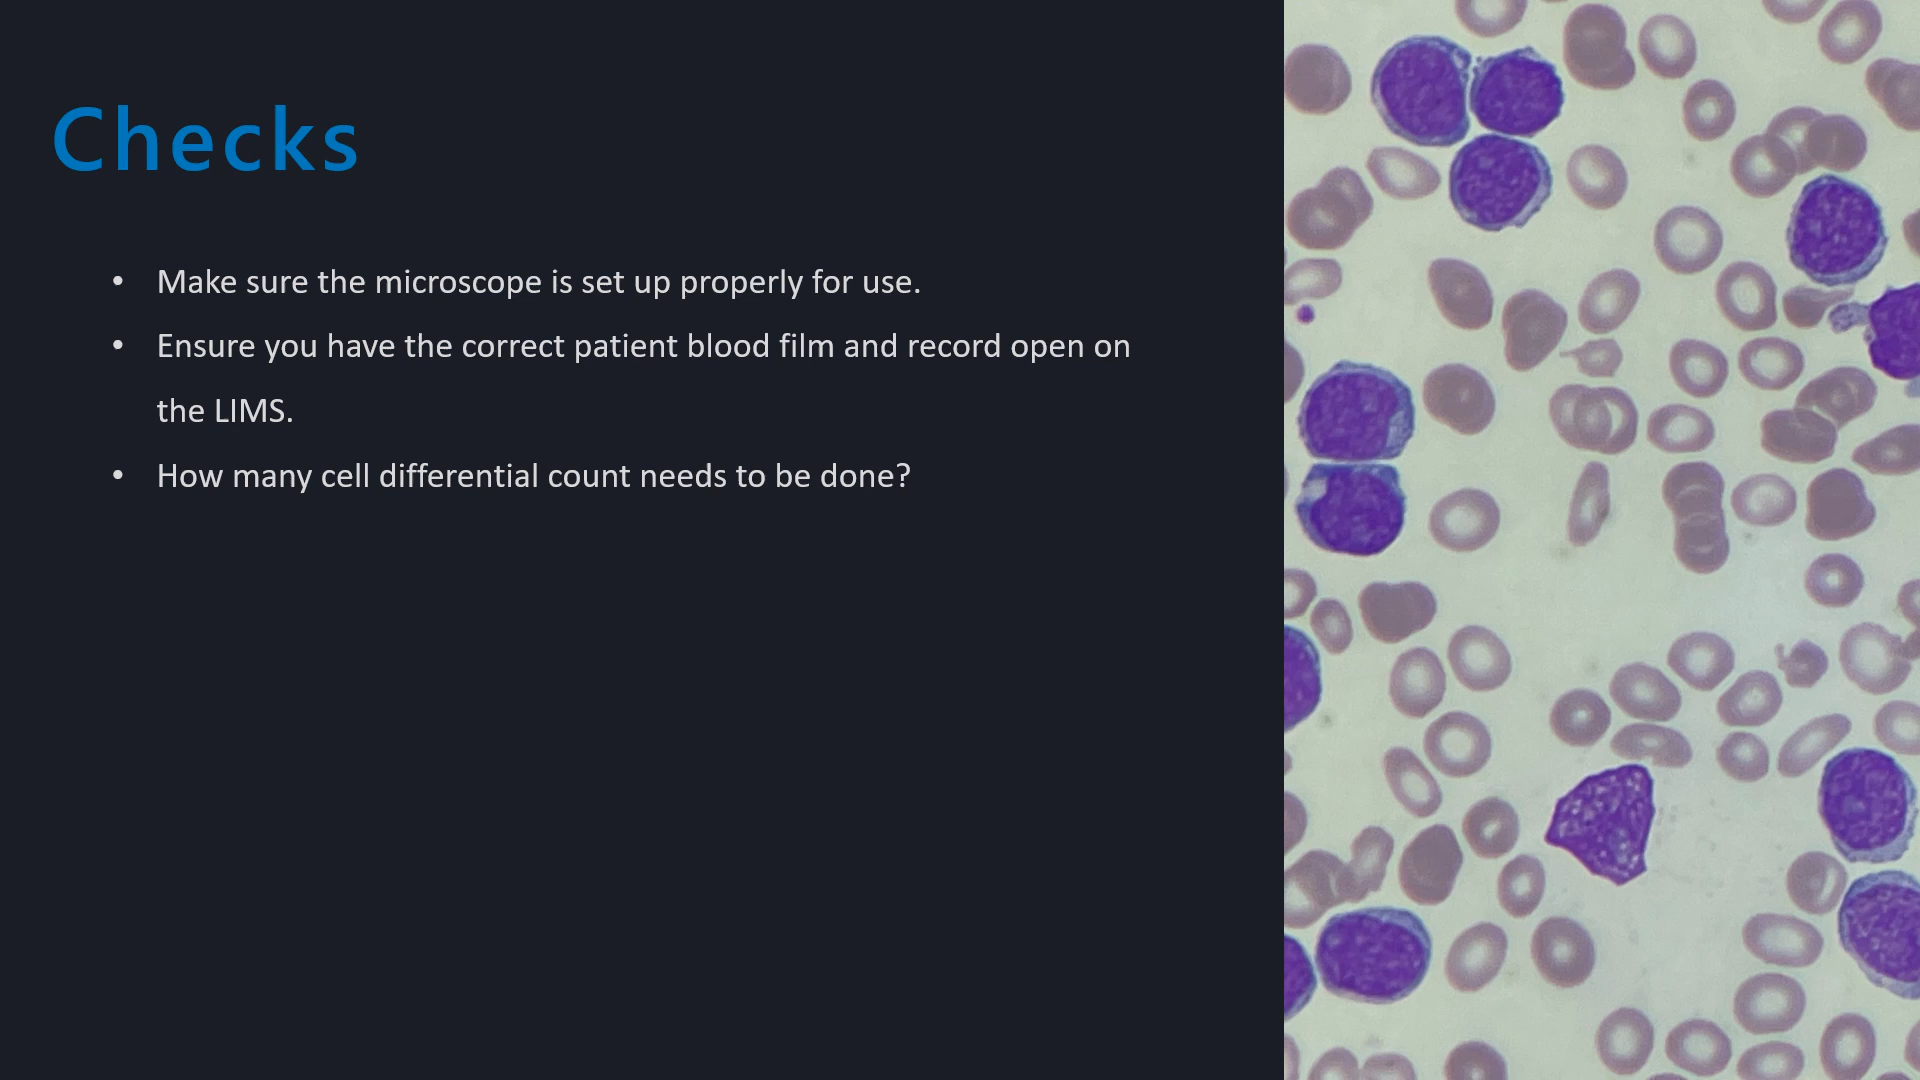 Checks
• Make sure the microscope is set up properly for use.
• Ensure you have the correct patient blood film and record open on
the LIMS.
• How many cell differential count needs to be done?